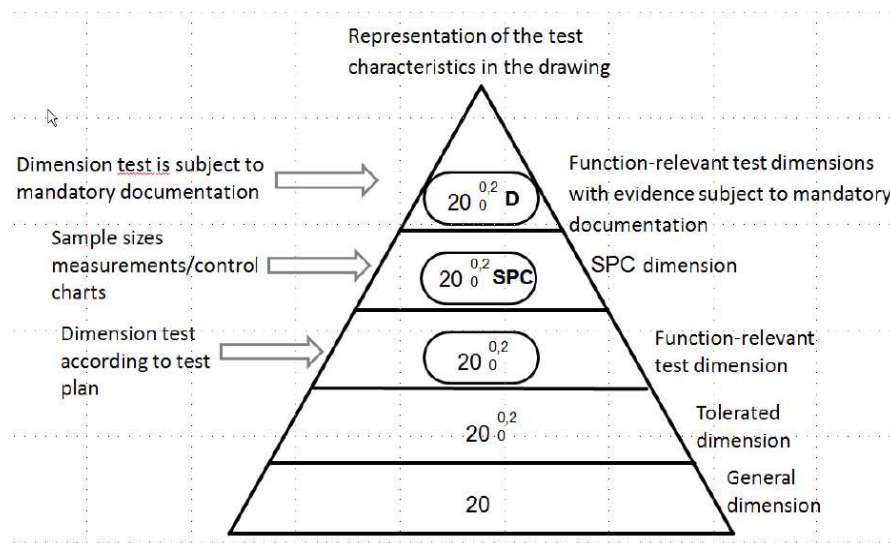 Representation of the test
characteristics in the drawing
Dimension test is subject to
mandatory documentation
20 0,2 0 D
Function-relevant test dimensions
with evidence subject to mandatory
documentation
Sample sizes
measurements/control
charts
20 0,2 0 SPC
SPC dimension
Dimension test
according to test
plan
20 0,2 0
Function-relevant
test dimension
20 0,2 0
Tolerated
dimension
20
General
dimension